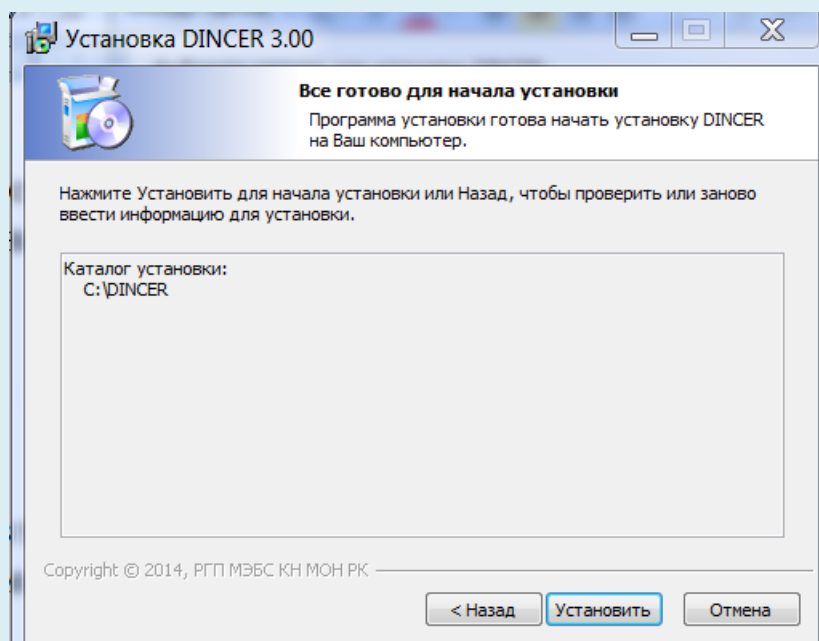 Установка DINCER 3.00
Все готово для начала установки
Программа установки готова начать установку DINCER
на Ваш компьютер.
Нажмите Установить для начала установки или Назад, чтобы проверить или заново
ввести информацию для установки.
Каталог установки:
C:\DINCER
Copyright © 2014, РГП МЭБС КН МОН РК
< Назад
Установить
Отмена